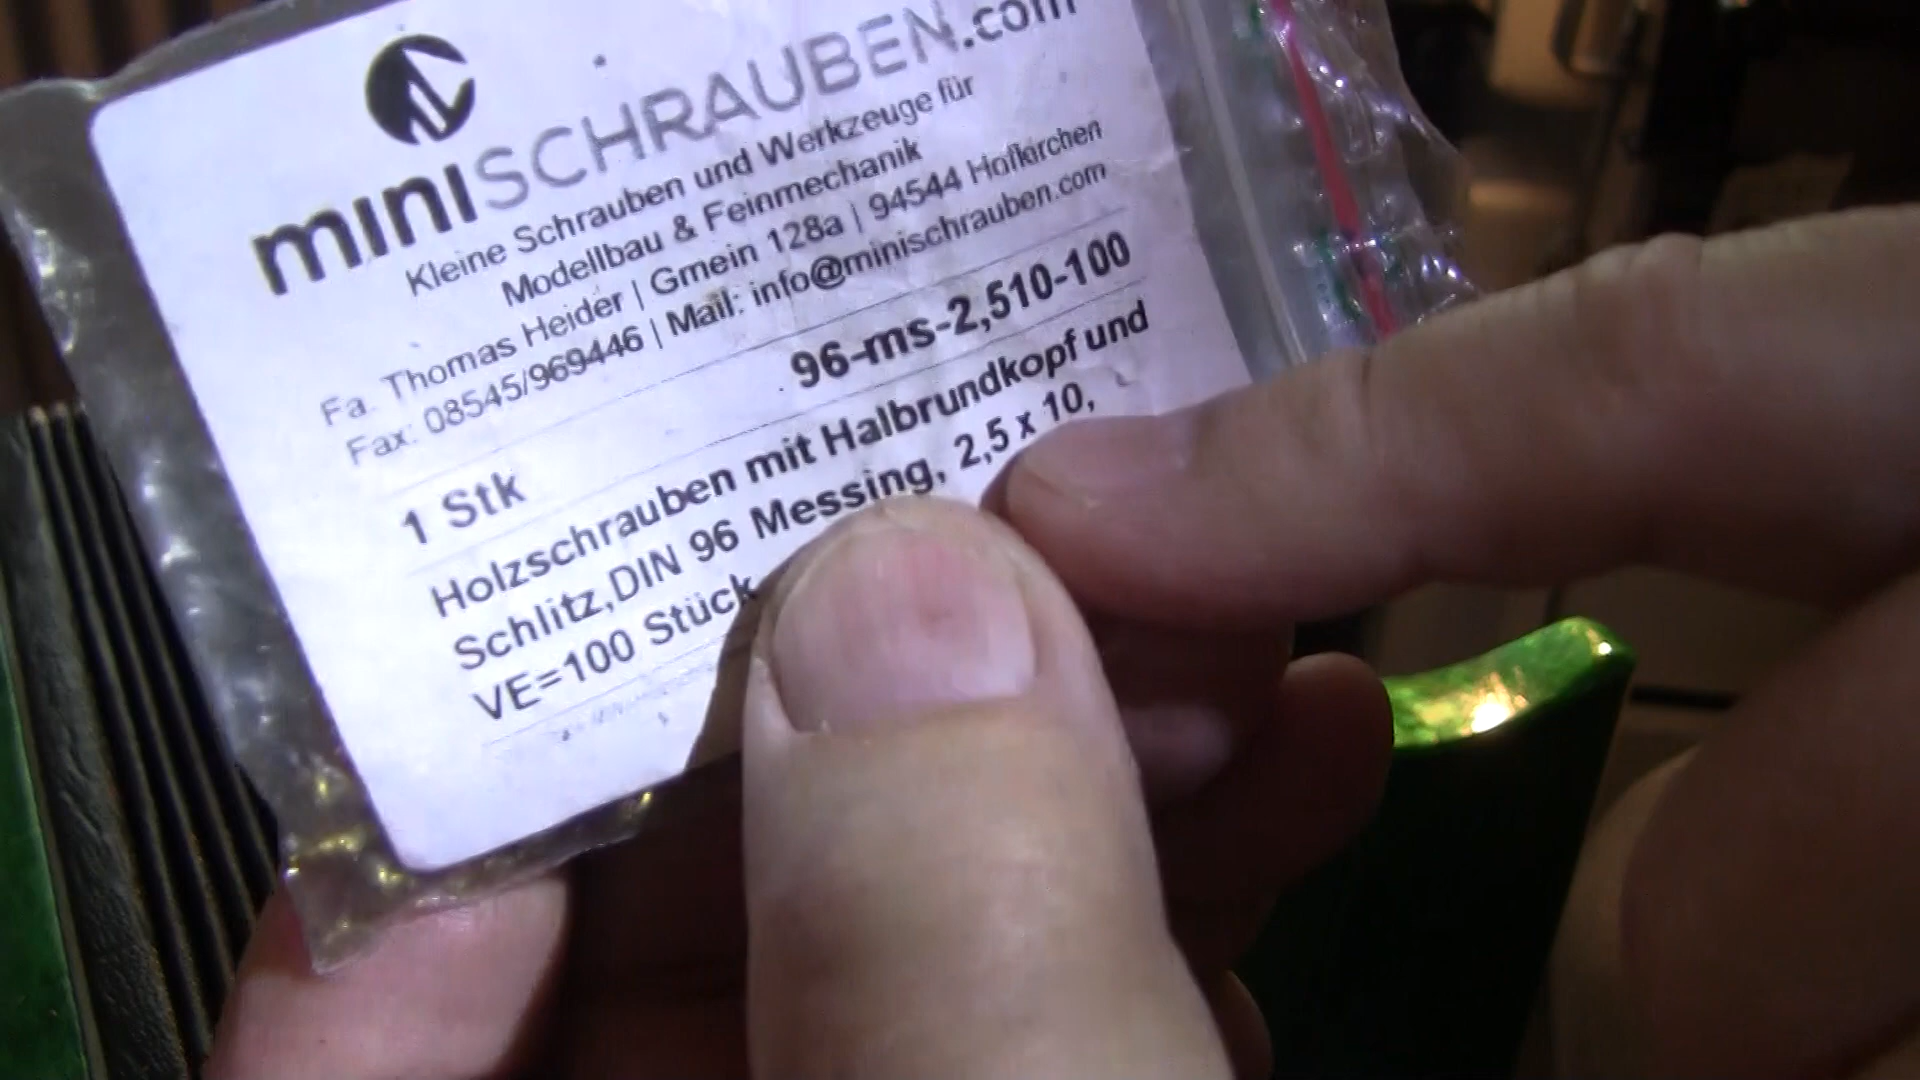 miniSCHRAUBEN.com
Kleine Schrauben und Werkzeuge für
Modellbau & Feinmechanik
Fa. Thomas Heider | Gmein 128a | 94544 Hofkirchen
Fax: 08545/969446 | Mail: info@minischrauben.com
96-ms-2,510-100
1 Stk
Holzschrauben mit Halbrundkopf und
Schlitz,DIN 96 Messing, 2,5 x 10,
VE=100 Stück